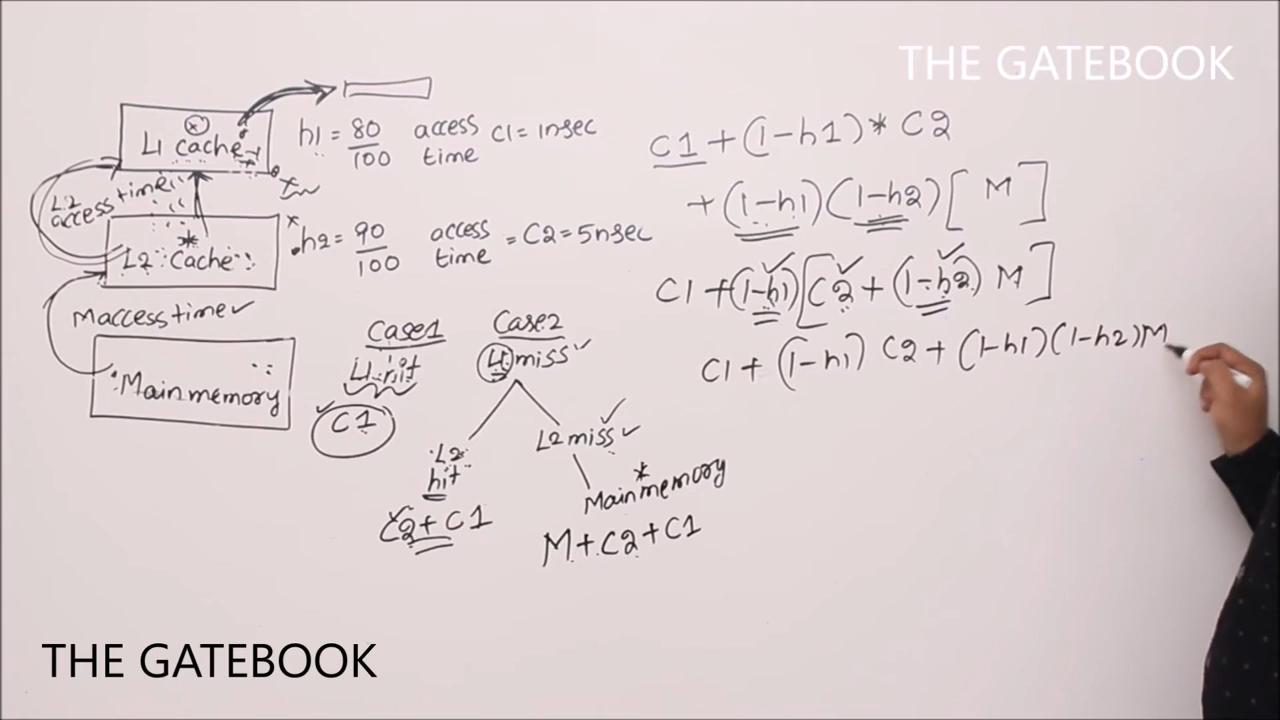 THE GATEBOOK
L1 cache
h1 = 80/100 access time C1 = 1nsec
L2 access time
L2 Cache
h2 = 90/100 access time = C2 = 5nsec
M access time
Main memory
Case1
L1 hit
C1
Case2
L1 miss
L2 hit
C2 + C1
L2 miss
Main memory
M + C2 + C1
C1 + (1-h1) * C2
+ (1-h1) (1-h2) [ M ]
C1 + (1-h1) [ C2 + (1-h2) M ]
C1 + (1-h1) C2 + (1-h1) (1-h2) M
THE GATEBOOK